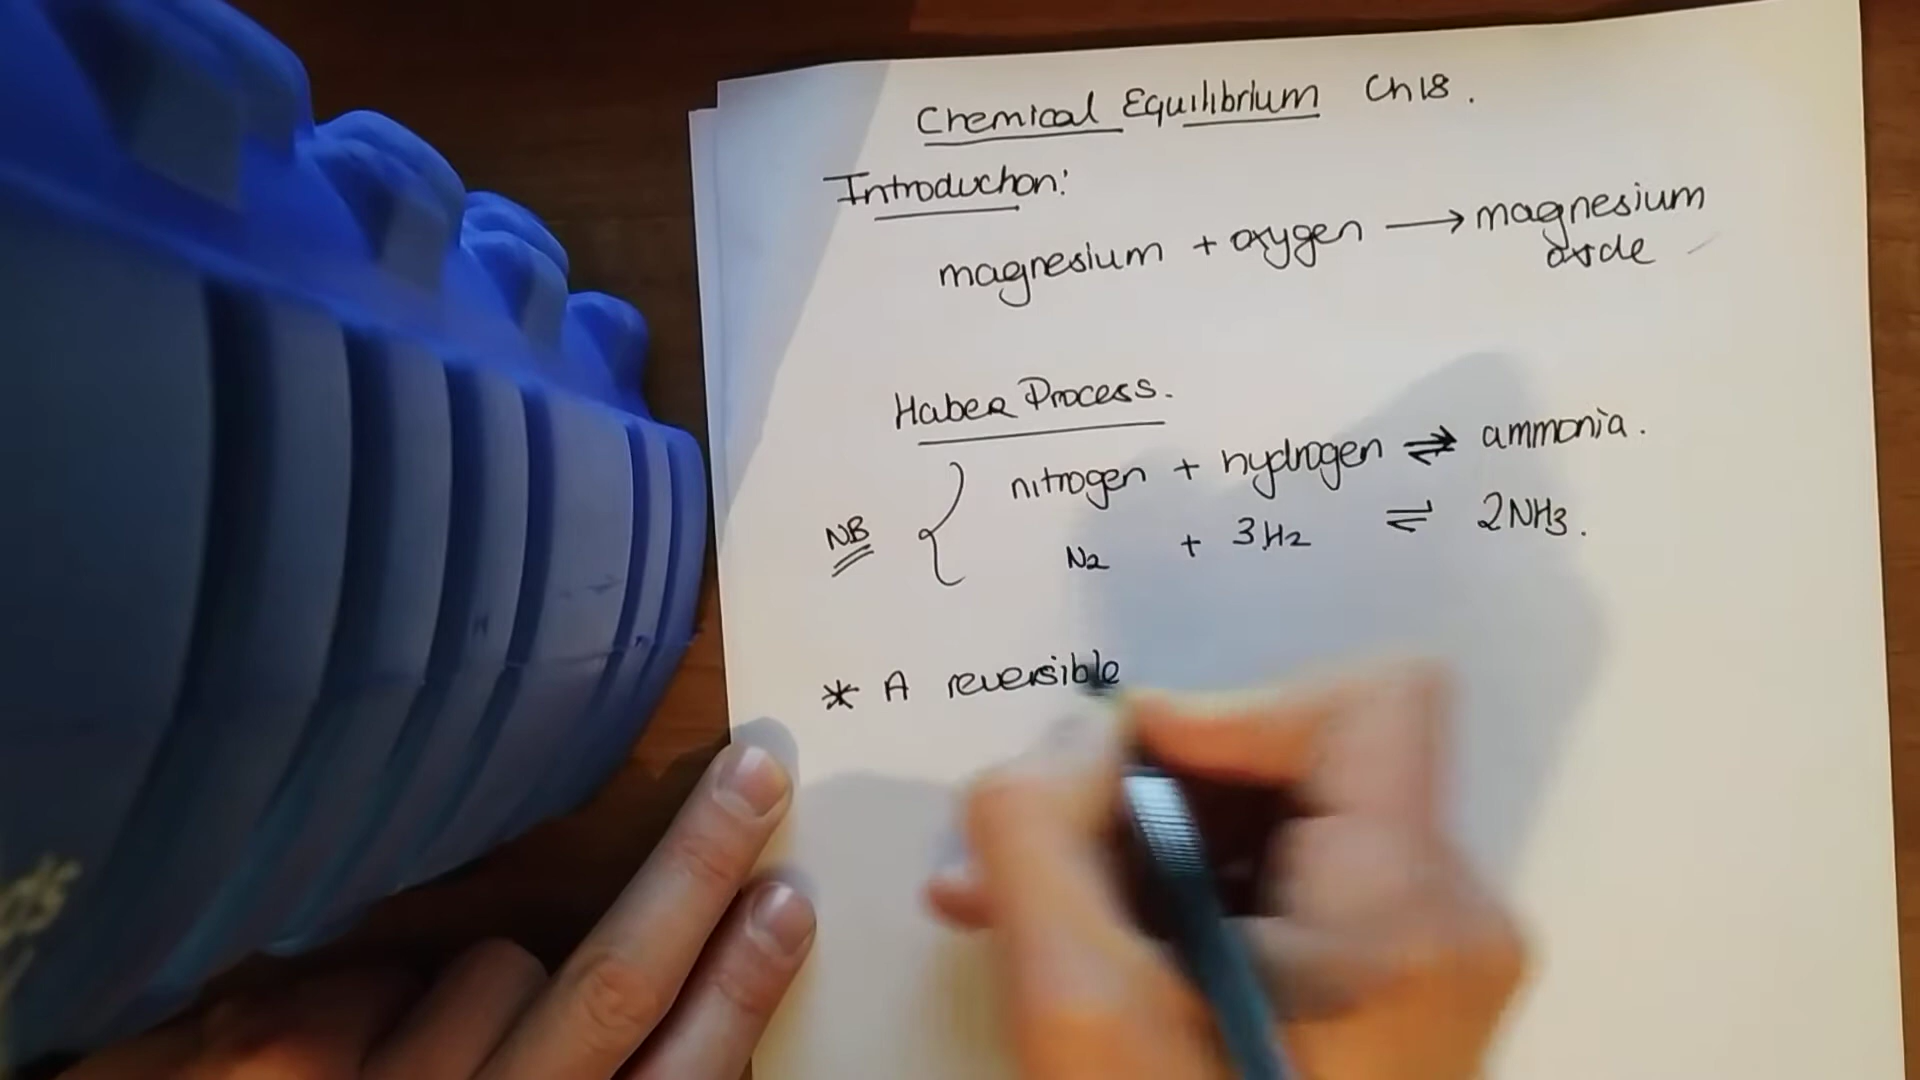 Chemical Equilibrium Ch18.
Introduction:
magnesium + oxygen ⟶ magnesium
oxide
Haber Process.
nitrogen + hydrogen ⇌ ammonia.
NB
N2 + 3H2 ⇌ 2NH3.
* A reversible